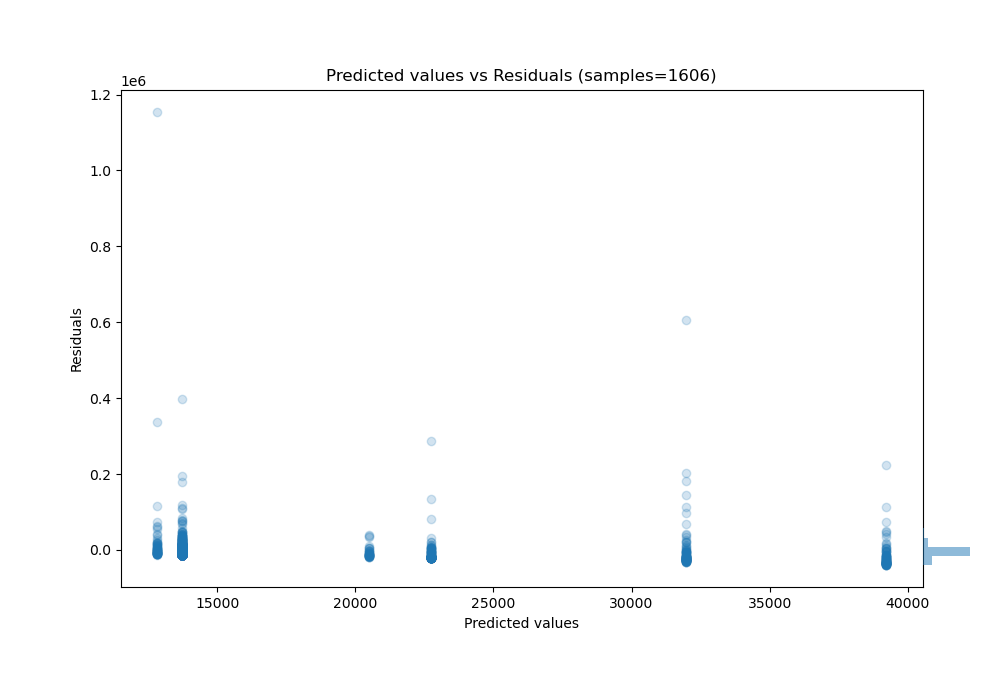 Predicted values vs Residuals (samples=1606)
1e6
1.2
1.0
0.8
0.6
0.4
0.2
0.0
Residuals
15000 20000 25000 30000 35000 40000
Predicted values